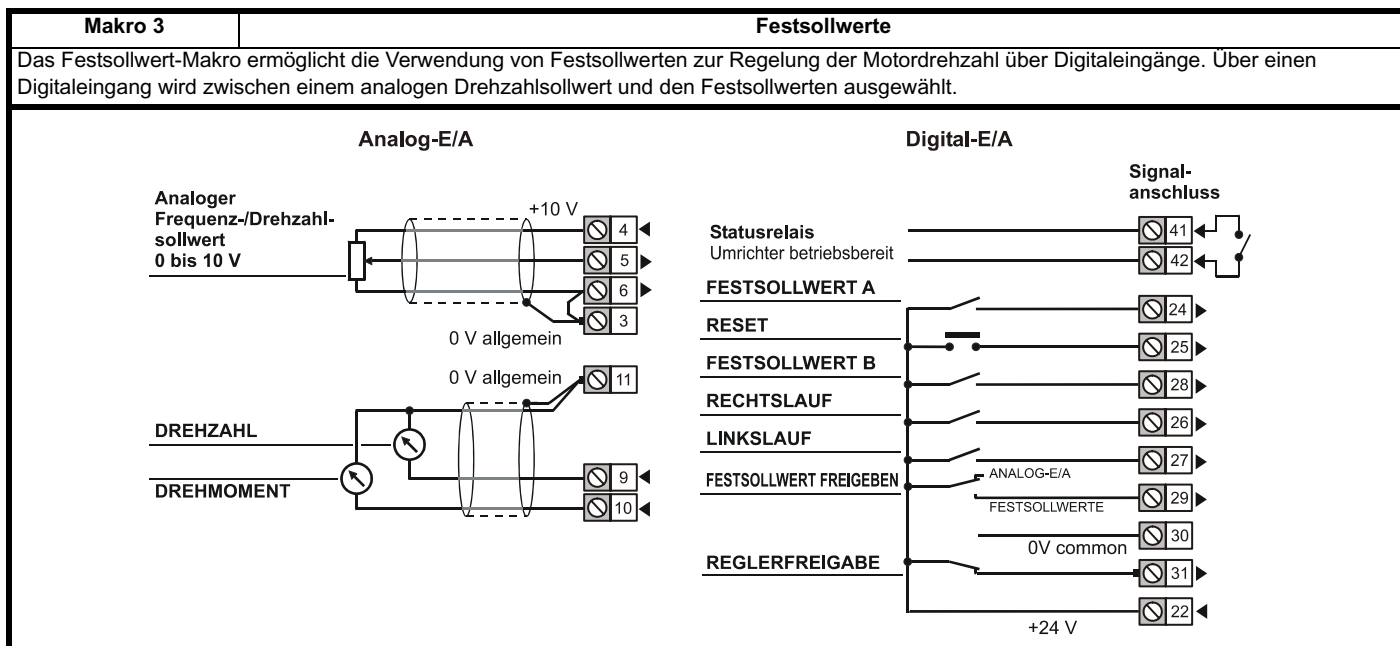 Makro 3
Festsollwerte
Das Festsollwert-Makro ermöglicht die Verwendung von Festsollwerten zur Regelung der Motordrehzahl über Digitaleingänge. Über einen
Digitaleingang wird zwischen einem analogen Drehzahlsollwert und den Festsollwerten ausgewählt.
Analog-E/A
Analoger
Frequenz-/Drehzahl-
sollwert
0 bis 10 V
+10 V
4
5
6
3
0 V allgemein
0 V allgemein
11
DREHZAHL
DREHMOMENT
9
10
Digital-E/A
Signal-
anschluss
Statusrelais
Umrichter betriebsbereit
41
42
FESTSOLLWERT A
24
RESET
25
FESTSOLLWERT B
28
RECHTSLAUF
26
LINKSLAUF
27
FESTSOLLWERT FREIGEBEN
ANALOG-E/A
FESTSOLLWERTE
29
30
0V common
REGLERFREIGABE
31
22
+24 V